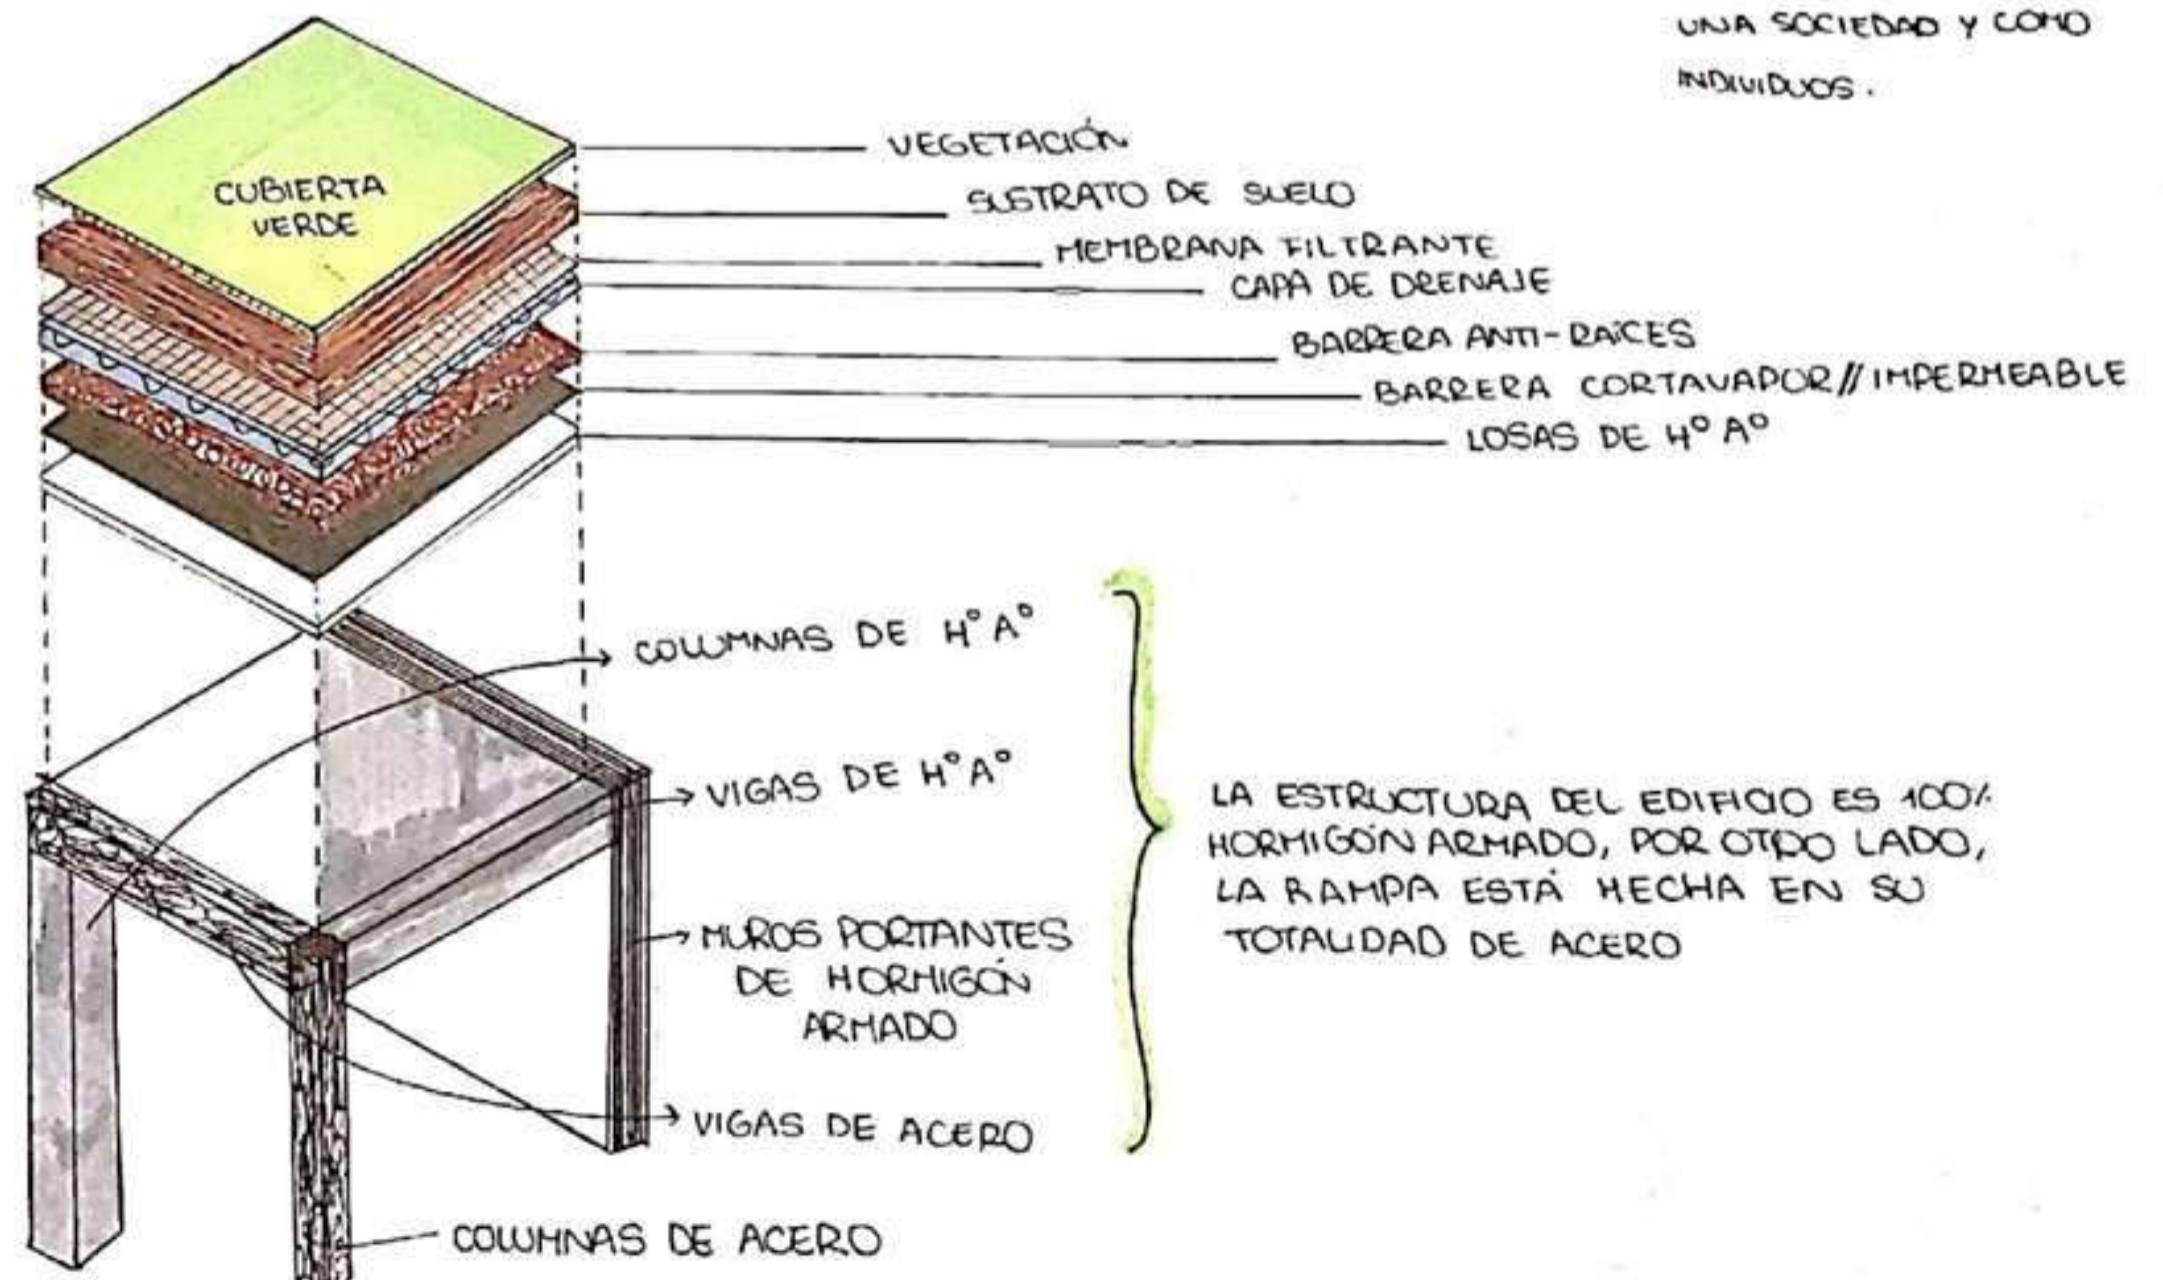 UNA SOCIEDAD Y COMO
INDIVIDUOS.
CUBIERTA
VERDE
VEGETACIÓN
SUSTRATO DE SUELO
MEMBRANA FILTRANTE
CAPA DE DRENAJE
BARRERA ANTI-RAÍCES
BARRERA CORTAVAPOR//IMPERMEABLE
LOSAS DE H° A°
COLUMNAS DE H° A°
VIGAS DE H° A°
MUROS PORTANTES
DE HORMIGÓN
ARMADO
VIGAS DE ACERO
COLUMNAS DE ACERO
LA ESTRUCTURA DEL EDIFICIO ES 100%
HORMIGÓN ARMADO, POR OTRO LADO,
LA RAMPA ESTÁ HECHA EN SU
TOTALIDAD DE ACERO